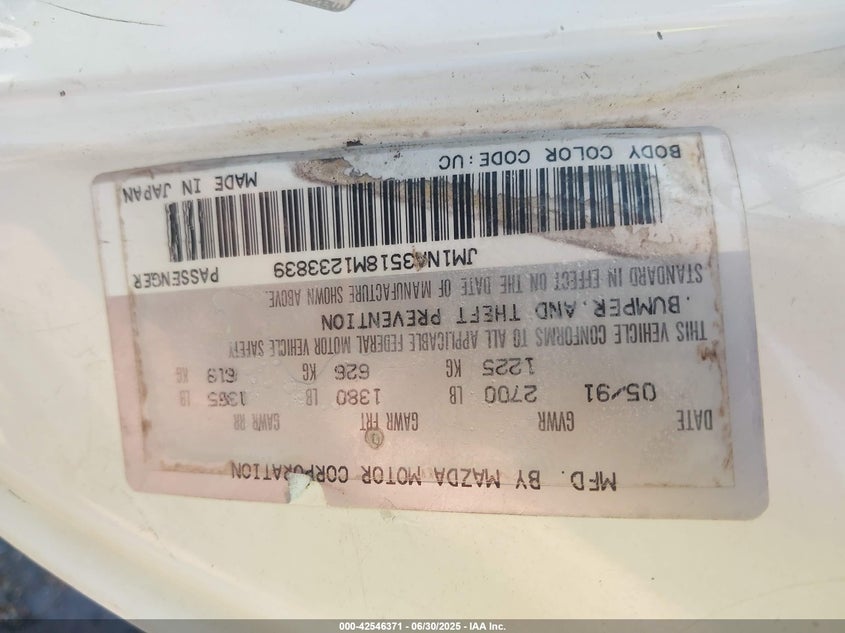 MFD. BY MAZDA MOTOR CORPORATION
DATE GVWR GAWR FRT GAWR RR
05/91 2700 LB 1380 LB 1365 LB
1225 KG 626 KG 619 KG
THIS VEHICLE CONFORMS TO ALL APPLICABLE FEDERAL MOTOR VEHICLE SAFETY
.BUMPER.AND THEFT PREVENTION
STANDARD IN EFFECT ON THE DATE OF MANUFACTURE SHOWN ABOVE
JM1NA3518M1233839 PASSENGER
BODY COLOR CODE:UC MADE IN JAPAN
000-42546371 - 06/30/2025 - IAA Inc.